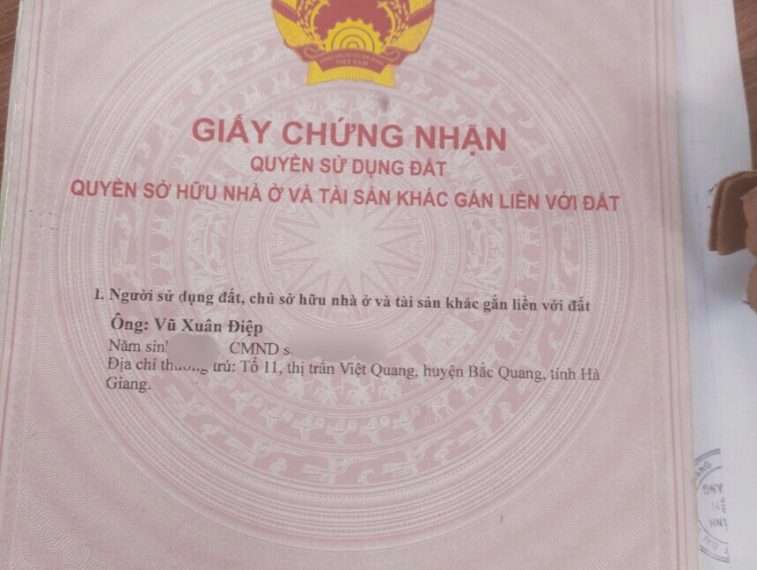 VIỆT NAM
GIẤY CHỨNG NHẬN
QUYỀN SỬ DỤNG ĐẤT
QUYỀN SỞ HỮU NHÀ Ở VÀ TÀI SẢN KHÁC GẮN LIỀN VỚI ĐẤT
I. Người sử dụng đất, chủ sở hữu nhà ở và tài sản khác gắn liền với đất
Ông: Vũ Xuân Điệp
Năm sinh CMND s
Địa chỉ thường trú: Tổ 11, thị trấn Việt Quang, huyện Bắc Quang, tỉnh Hà
Giang.